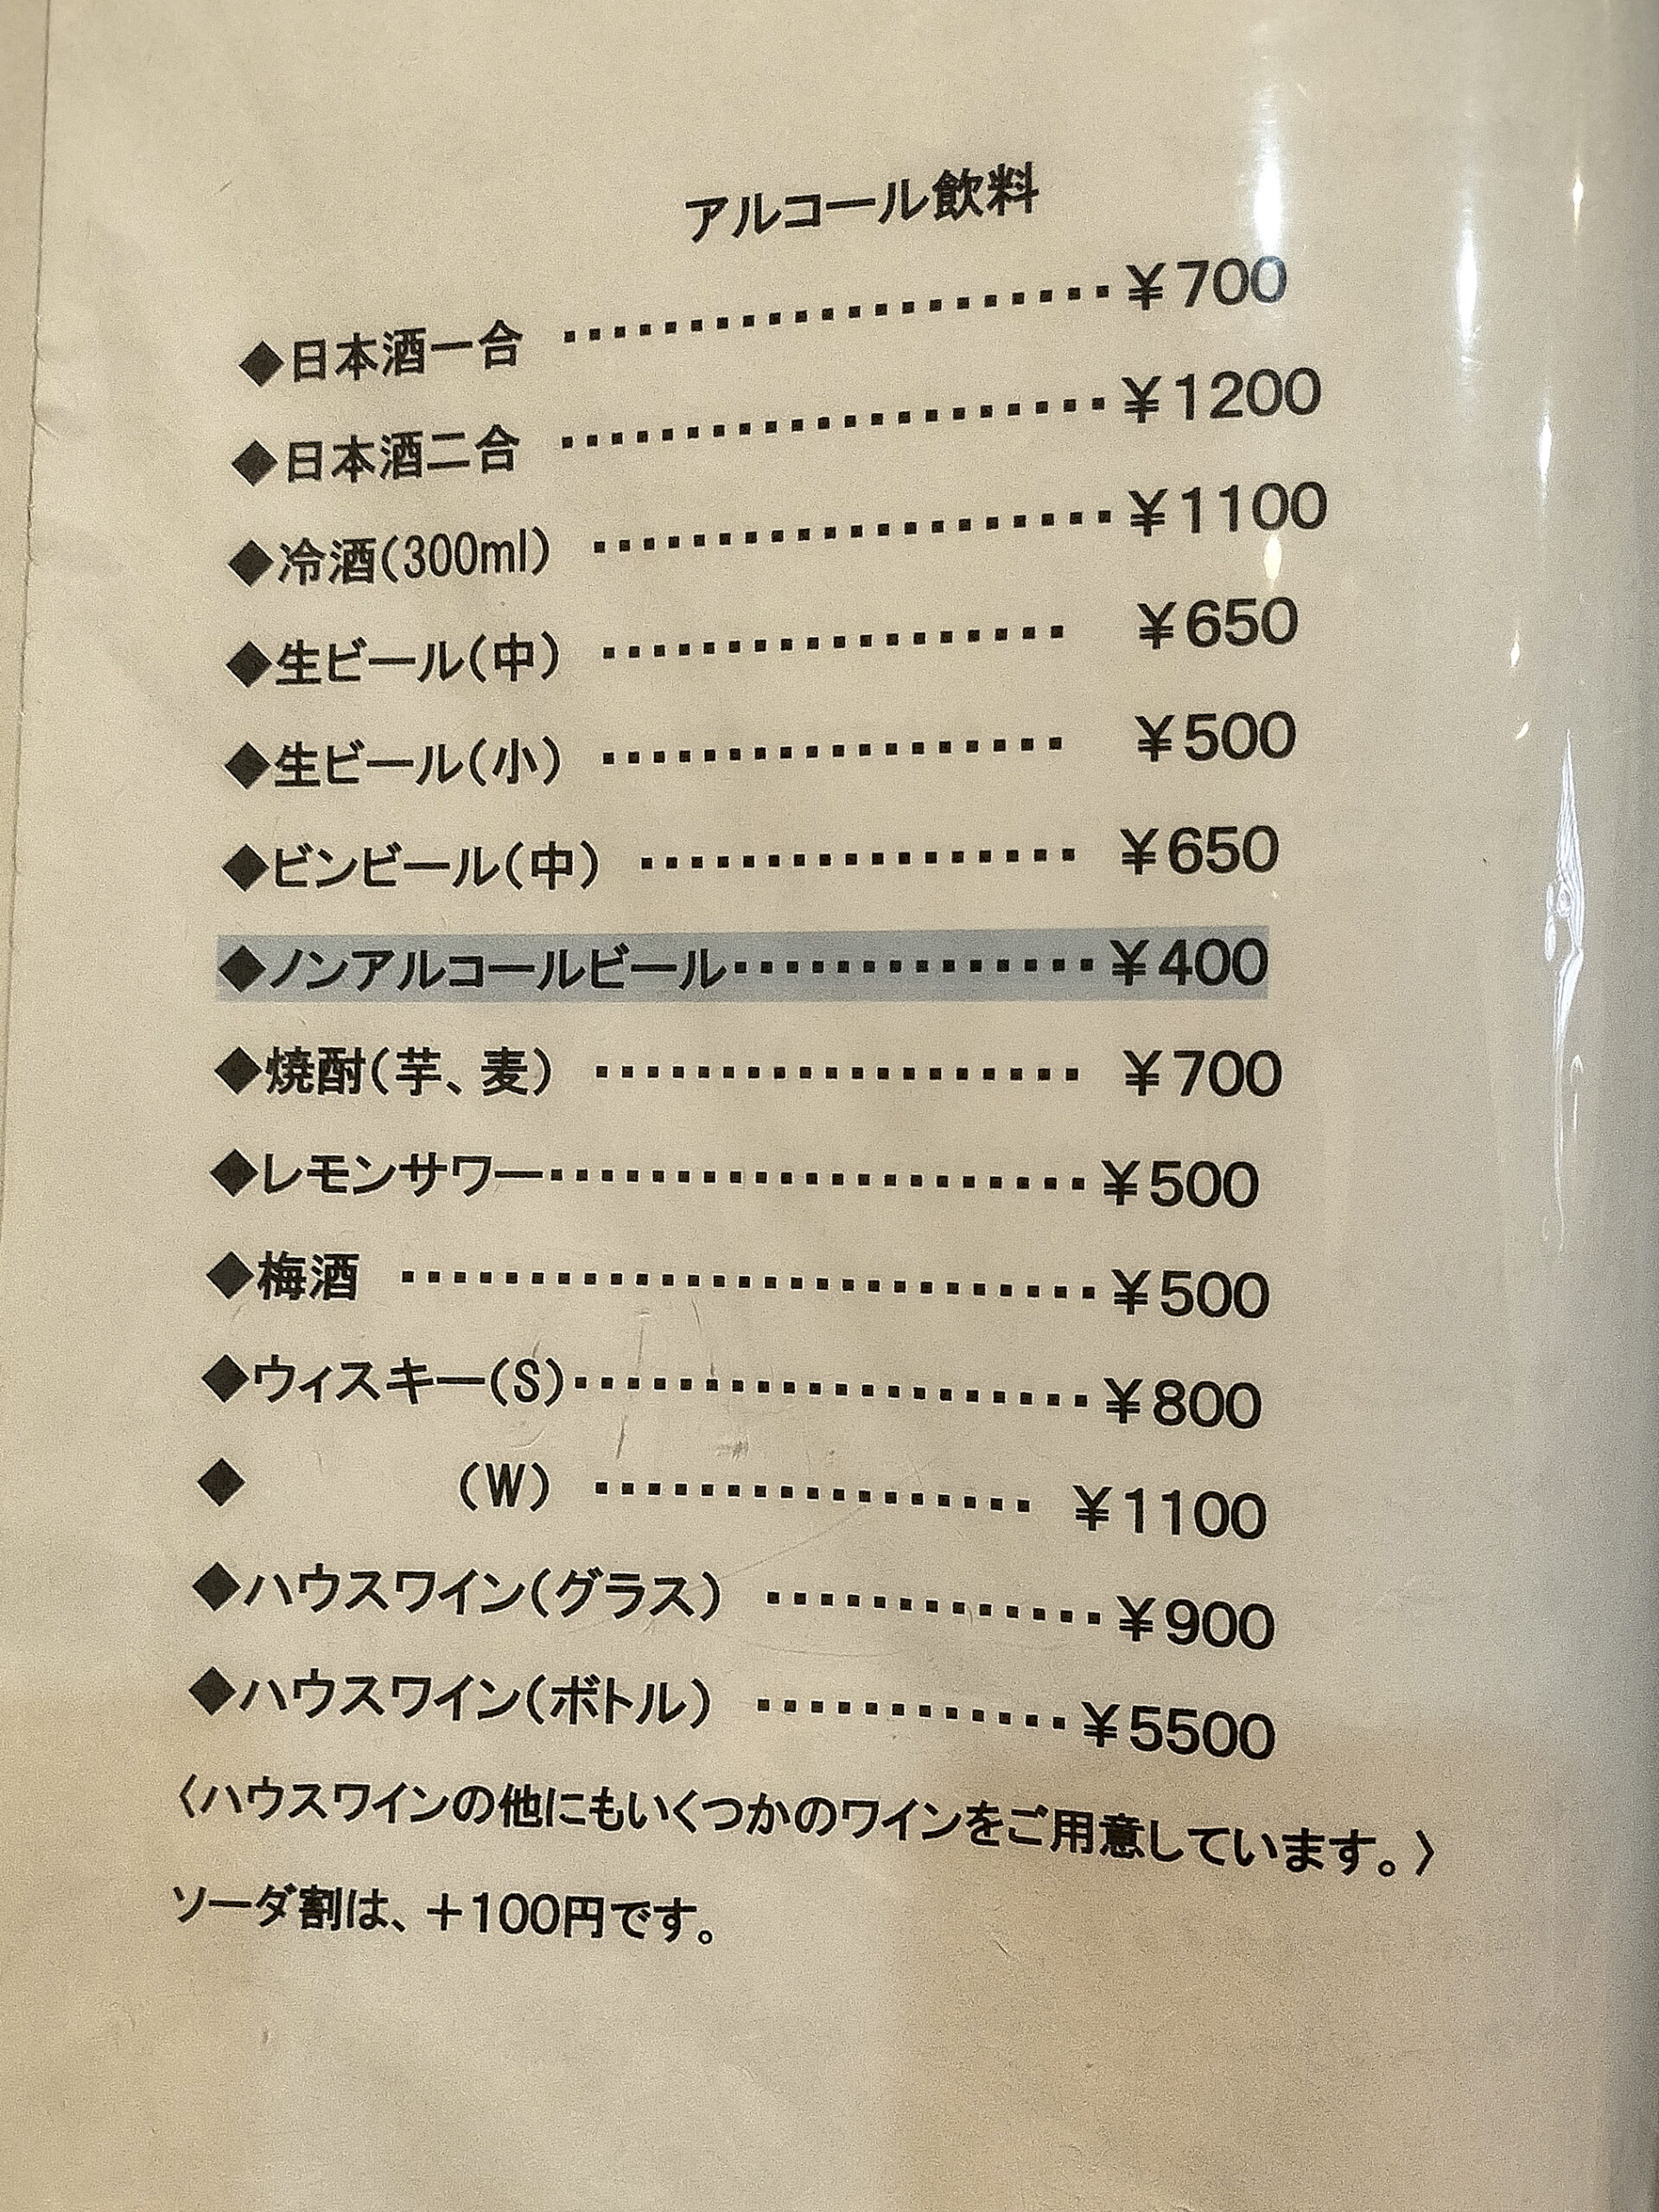 アルコール飲料
◆日本酒一合 ‥‥‥‥‥‥‥‥‥‥‥¥700
◆日本酒二合 ‥‥‥‥‥‥‥‥‥‥‥¥1200
◆冷酒(300ml) ‥‥‥‥‥‥‥‥‥‥¥1100
◆生ビール(中) ‥‥‥‥‥‥‥‥‥ ¥650
◆生ビール(小) ‥‥‥‥‥‥‥‥‥ ¥500
◆ビンビール(中) ‥‥‥‥‥‥‥‥‥ ¥650
◆ノンアルコールビール‥‥‥‥‥‥‥¥400
◆焼酎(芋、麦) ‥‥‥‥‥‥‥‥‥‥ ¥700
◆レモンサワー‥‥‥‥‥‥‥‥‥‥‥¥500
◆梅酒 ‥‥‥‥‥‥‥‥‥‥‥‥‥‥¥500
◆ウィスキー(S)‥‥‥‥‥‥‥‥‥‥¥800
◆ (W) ‥‥‥‥‥‥‥‥‥ ¥1100
◆ハウスワイン(グラス) ‥‥‥‥‥‥‥¥900
◆ハウスワイン(ボトル) ‥‥‥‥‥‥¥5500
〈ハウスワインの他にもいくつかのワインをご用意しています。〉
ソーダ割は、+100円です。